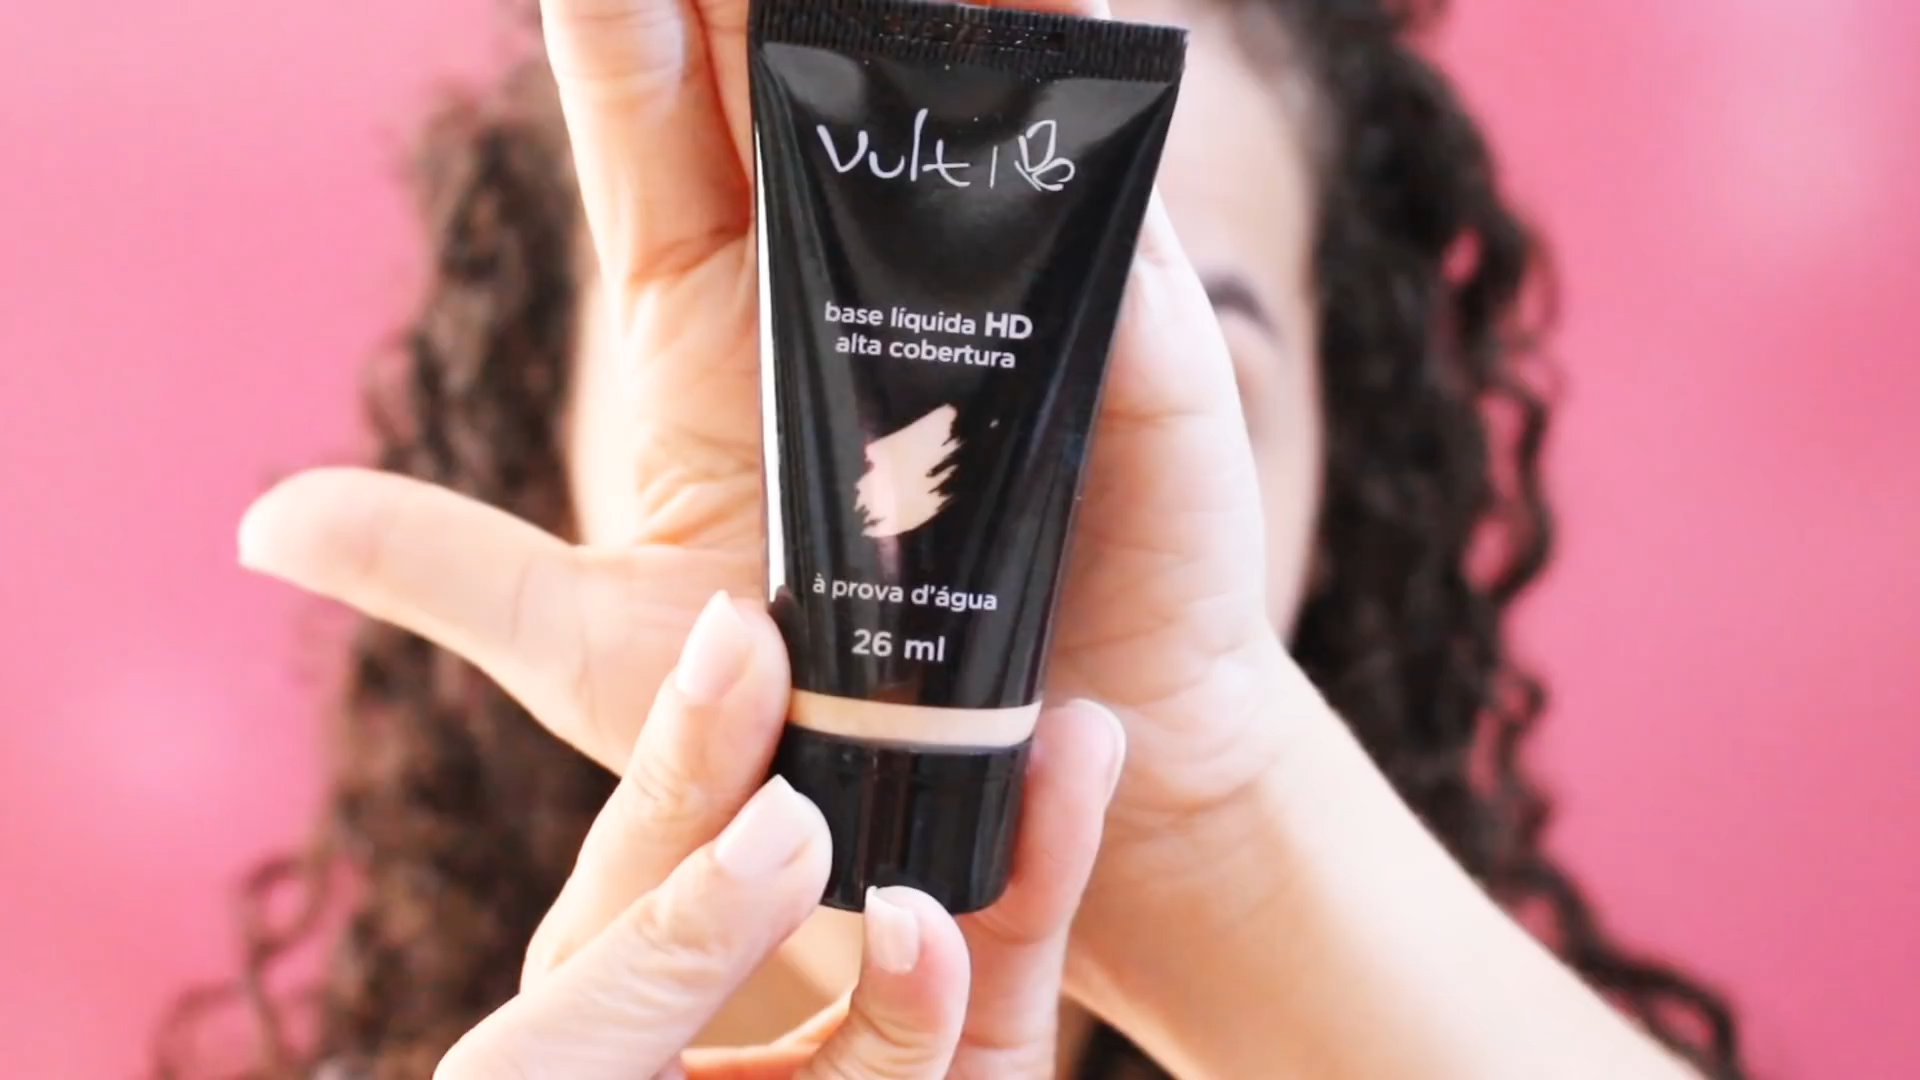 Vult |
base líquida HD
alta cobertura
à prova d'água
26 ml